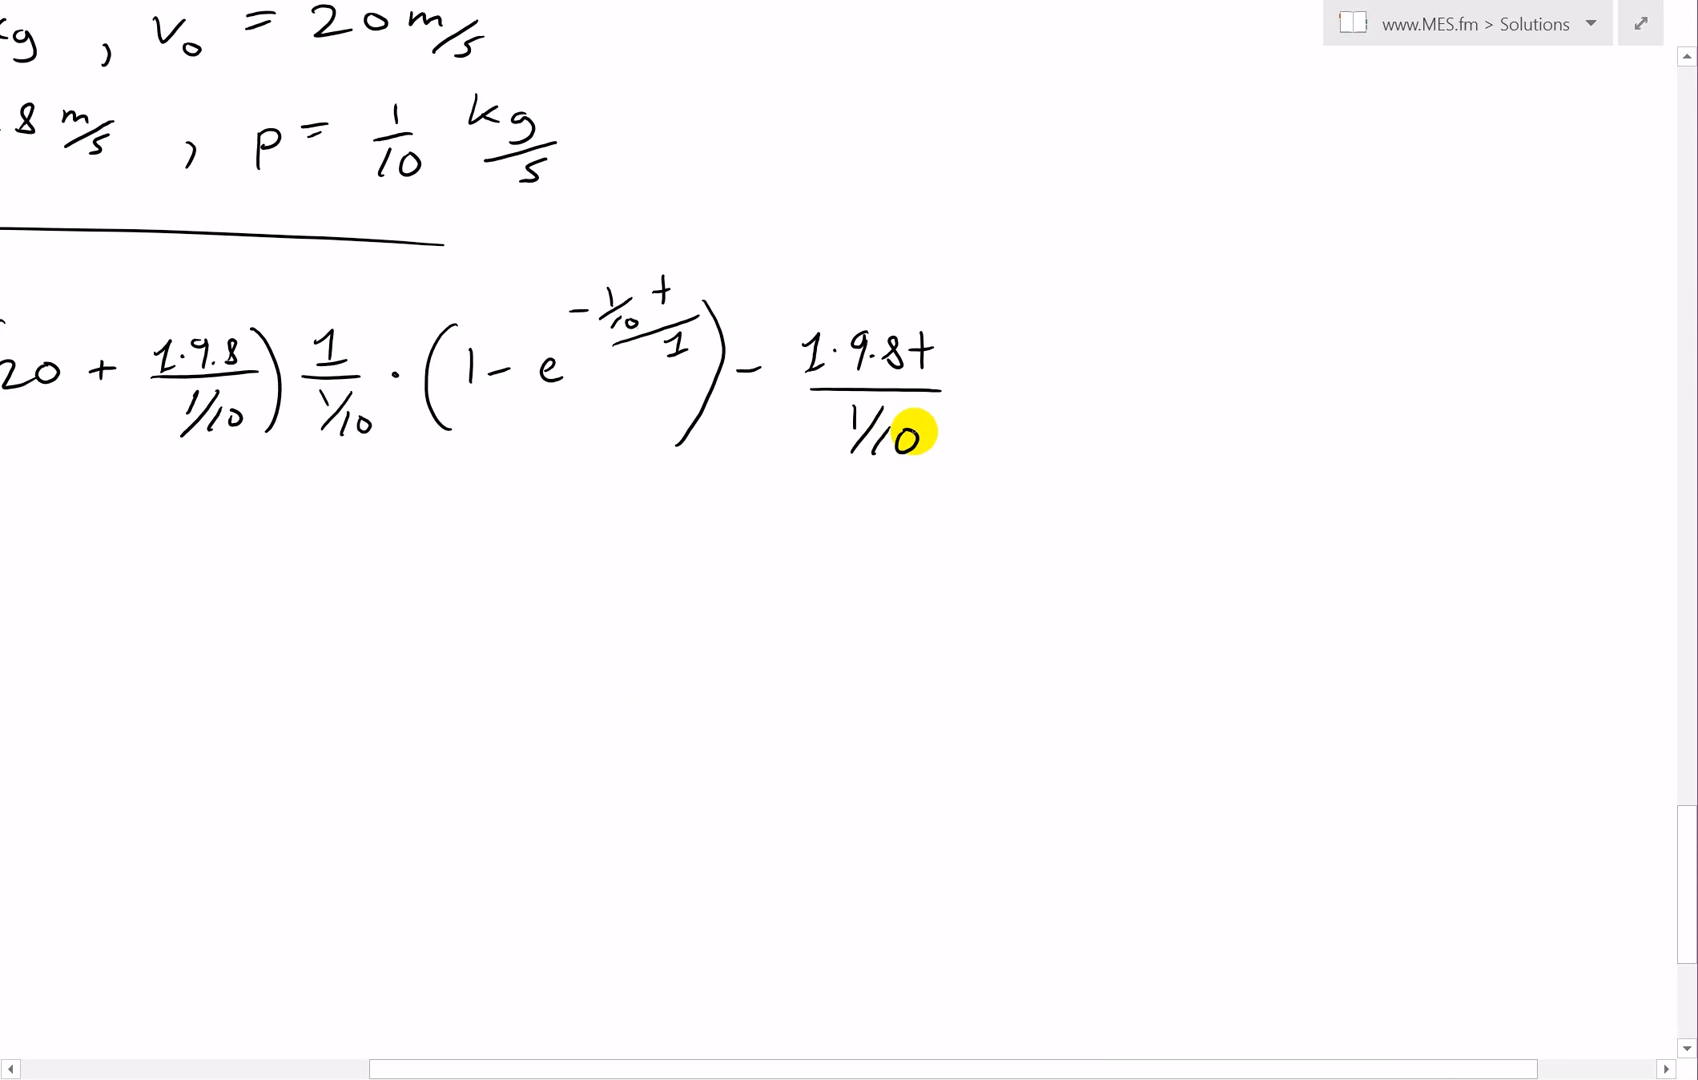 www.MES.fm > Solutions
kg , v₀ = 20 m/s
.8 m/s , p = 1/10 kg/s
20 + (1·9.8)/(1/10)) 1/(1/10) · (1 - e^(-(1/10 t)/1)) - (1·9.8t)/(1/10)